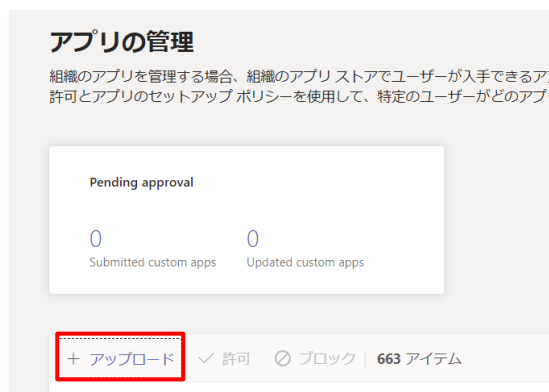 アプリの管理
組織のアプリを管理する場合、組織のアプリ ストアでユーザーが入手できるア
許可とアプリのセットアップ ポリシーを使用して、特定のユーザーがどのアプ
Pending approval
0 0
Submitted custom apps Updated custom apps
+ アップロード ✓ 許可 ⊘ ブロック | 663 アイテム